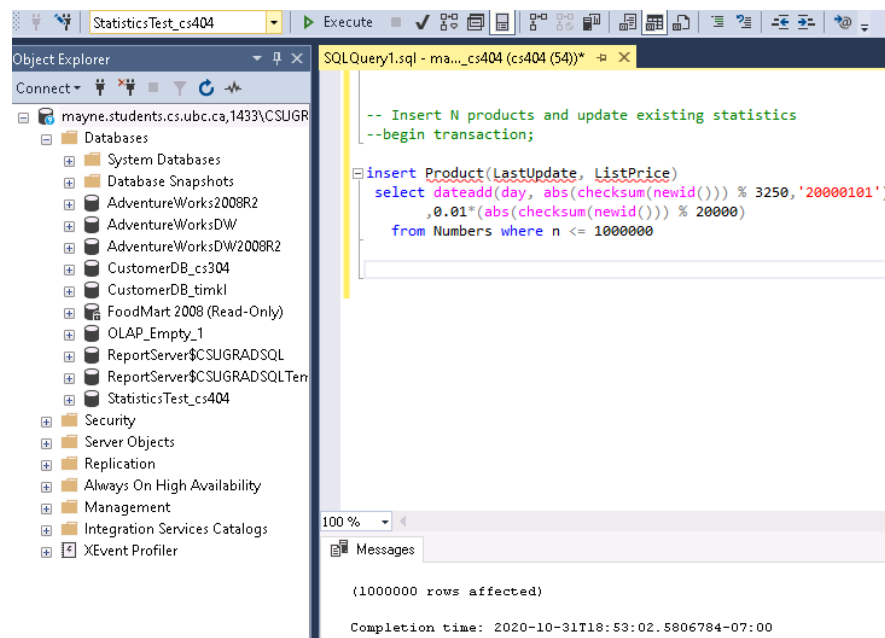 StatisticsTest_cs404
Execute
Object Explorer
SQLQuery1.sql - ma..._cs404 (cs404 (54))*
Connect
mayne.students.cs.ubc.ca,1433\CSUGR
Databases
System Databases
Database Snapshots
AdventureWorks2008R2
AdventureWorksDW
AdventureWorksDW2008R2
CustomerDB_cs304
CustomerDB_timkl
FoodMart 2008 (Read-Only)
OLAP_Empty_1
ReportServer$CSUGRADSQL
ReportServer$CSUGRADSQLTem
StatisticsTest_cs404
Security
Server Objects
Replication
Always On High Availability
Management
Integration Services Catalogs
XEvent Profiler
-- Insert N products and update existing statistics
--begin transaction;
insert Product(LastUpdate, ListPrice)
select dateadd(day, abs(checksum(newid())) % 3250,'20000101')
,0.01*(abs(checksum(newid())) % 20000)
from Numbers where n <= 1000000
100 %
Messages
(1000000 rows affected)
Completion time: 2020-10-31T18:53:02.5806784-07:00